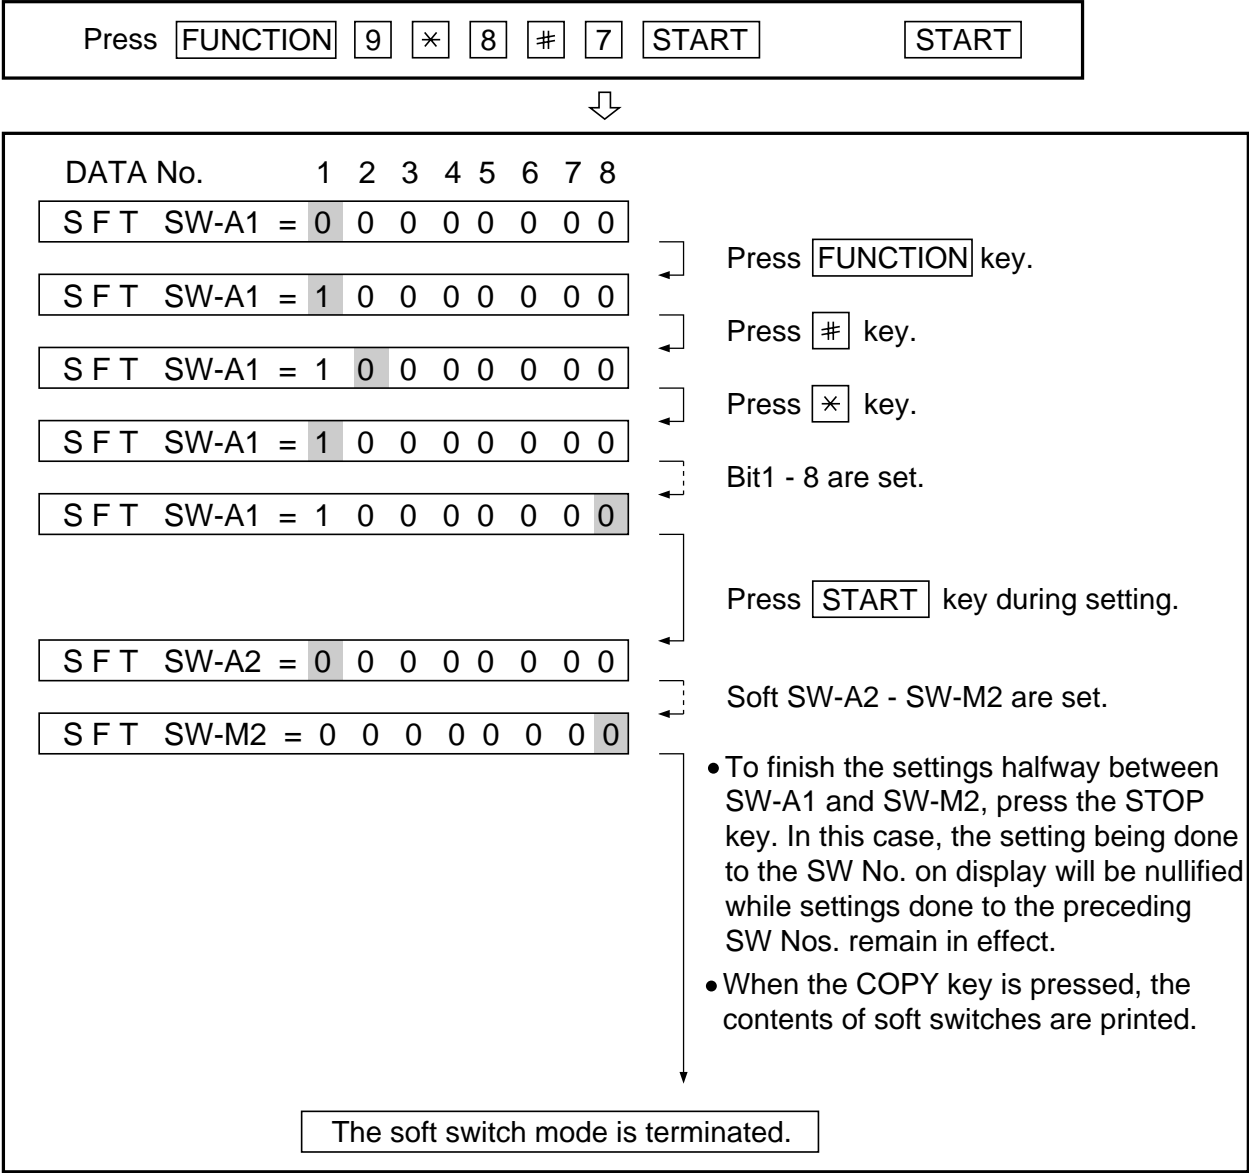 Press FUNCTION 9 * 8 # 7 START START
DATA No. 1 2 3 4 5 6 7 8
SFT SW-A1 = 0 0 0 0 0 0 0 0
Press FUNCTION key.
SFT SW-A1 = 1 0 0 0 0 0 0 0
Press # key.
SFT SW-A1 = 1 0 0 0 0 0 0 0
Press * key.
SFT SW-A1 = 1 0 0 0 0 0 0 0
Bit1 - 8 are set.
SFT SW-A1 = 1 0 0 0 0 0 0 0
Press START key during setting.
SFT SW-A2 = 0 0 0 0 0 0 0 0
Soft SW-A2 - SW-M2 are set.
SFT SW-M2 = 0 0 0 0 0 0 0 0
• To finish the settings halfway between
SW-A1 and SW-M2, press the STOP
key. In this case, the setting being done
to the SW No. on display will be nullified
while settings done to the preceding
SW Nos. remain in effect.
• When the COPY key is pressed, the
contents of soft switches are printed.
The soft switch mode is terminated.